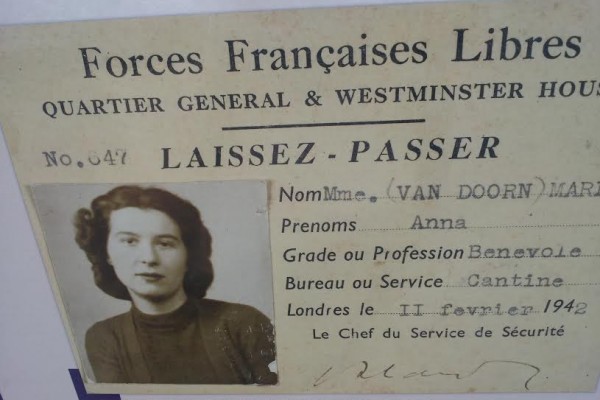 Forces Françaises Libres
QUARTIER GENERAL & WESTMINSTER HOUS
No. 647 LAISSEZ-PASSER
Nom Mme. (VAN DOORN) MARI
Prenoms Anna
Grade ou Profession Benevole
Bureau ou Service Cantine
Londres le II fevrier 1942
Le Chef du Service de Sécurité